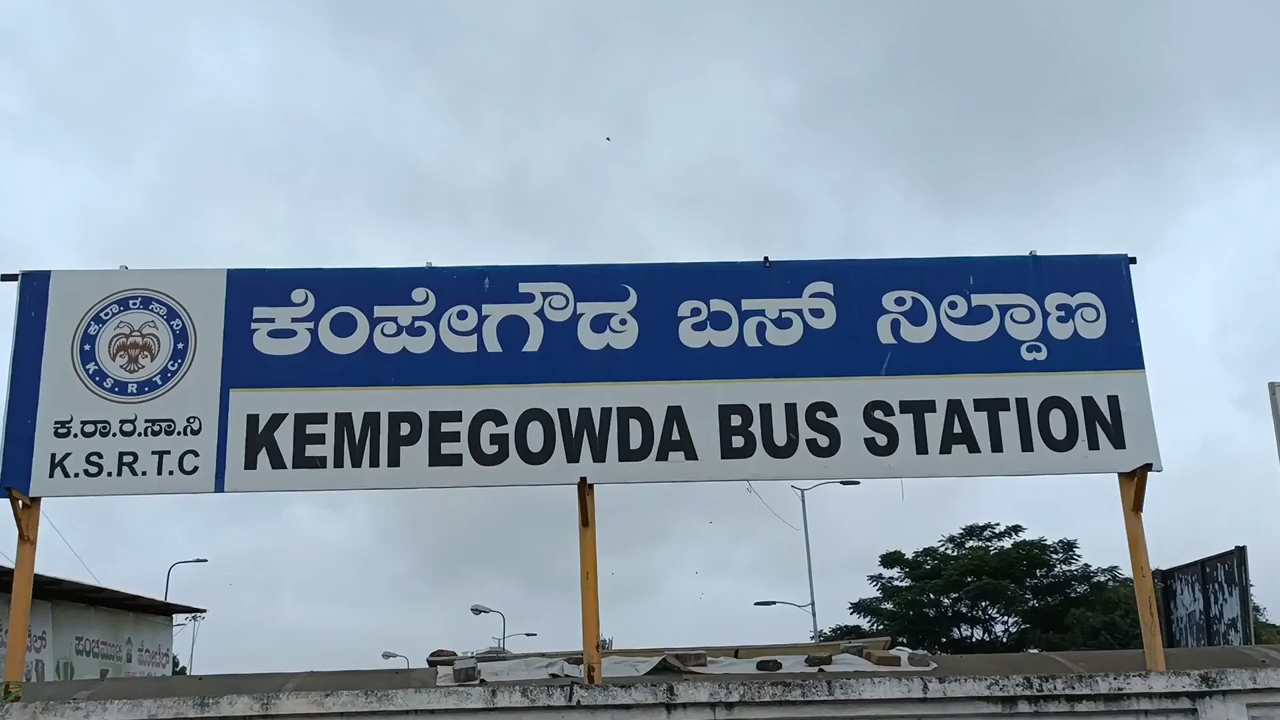 ಕ.ರಾ.ರ.ಸಾ.ನಿ
K.S.R.T.C.
ಕ.ರಾ.ರ.ಸಾ.ನಿ
K.S.R.T.C
ಕೆಂಪೇಗೌಡ ಬಸ್ ನಿಲ್ದಾಣ
KEMPEGOWDA BUS STATION
ಹೋಟೆಲ್